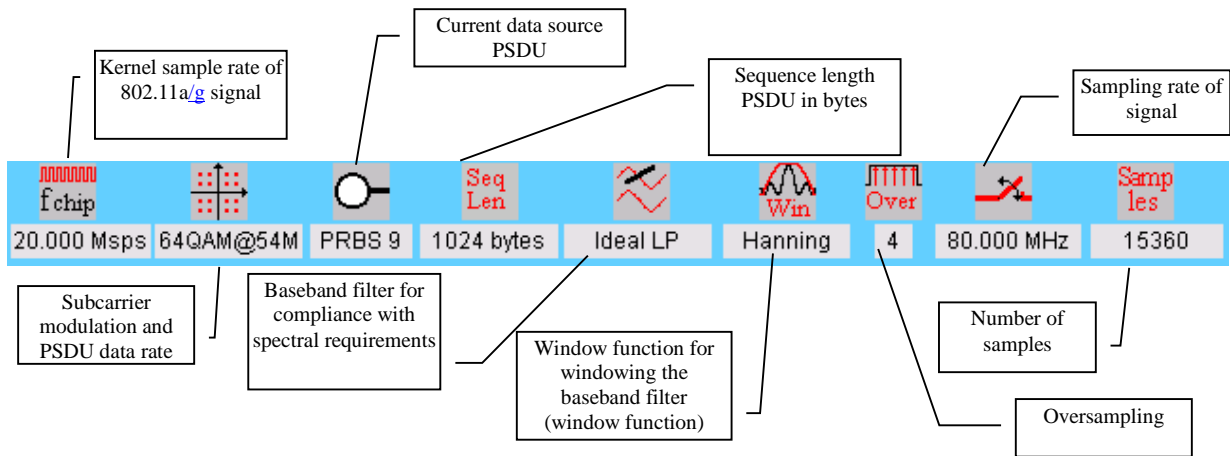 Current data source
PSDU
Kernel sample rate of
802.11a/g signal
Sequence length
PSDU in bytes
Sampling rate of
signal
f chip
Seq
Len
Win
Over
Samp
les
20.000 Msps
64QAM@54M
PRBS 9
1024 bytes
Ideal LP
Hanning
4
80.000 MHz
15360
Subcarrier
modulation and
PSDU data rate
Baseband filter for
compliance with
spectral requirements
Window function for
windowing the
baseband filter
(window function)
Number of
samples
Oversampling